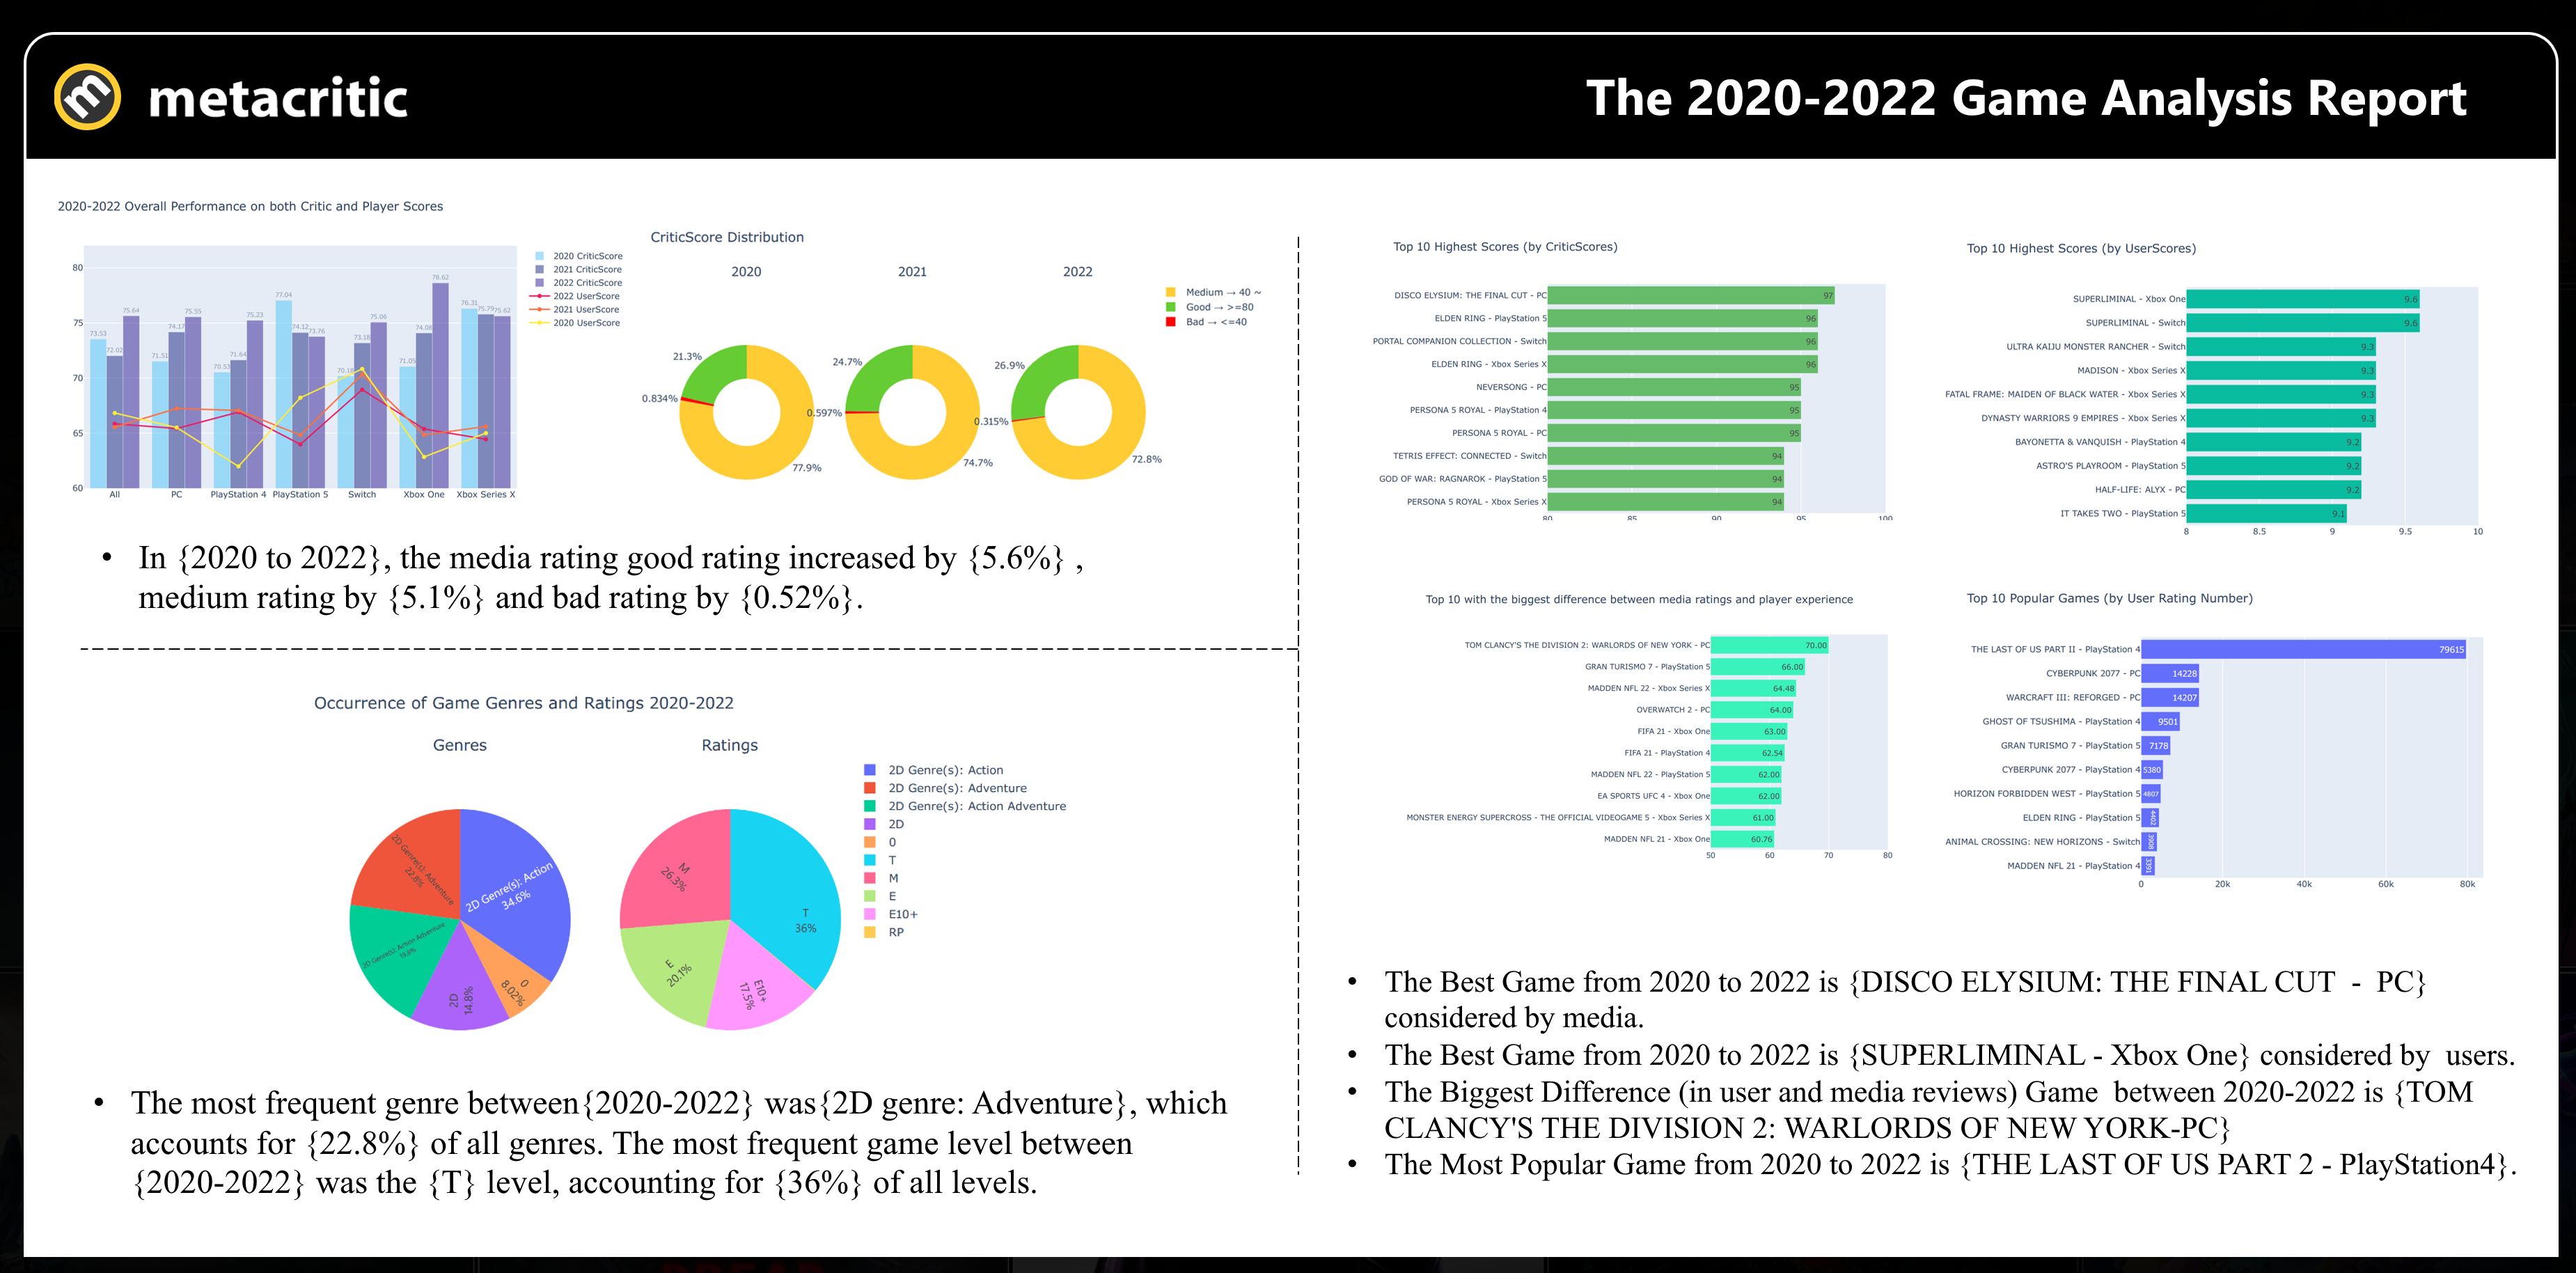 metacritic
The 2020-2022 Game Analysis Report
2020-2022 Overall Performance on both Critic and Player Scores
80
75
70
65
60
73.53
72.02
75.64
71.51
74.17
75.55
70.53
71.64
75.23
77.04
74.12
73.76
73.18
75.06
71.05
74.08
78.62
76.31
75.79
75.62
All
PC
PlayStation 4
PlayStation 5
Switch
Xbox One
Xbox Series X
2020 CriticScore
2021 CriticScore
2022 CriticScore
2022 UserScore
2021 UserScore
2020 UserScore
CriticScore Distribution
2020
2021
2022
Medium → 40 ~
Good → >=80
Bad → <=40
21.3%
0.834%
77.9%
24.7%
0.597%
74.7%
26.9%
0.315%
72.8%
• In {2020 to 2022}, the media rating good rating increased by {5.6%} ,
medium rating by {5.1%} and bad rating by {0.52%}.
Occurrence of Game Genres and Ratings 2020-2022
Genres
Ratings
2D Genre(s): Action
34.6%
2D Genre(s): Adventure
22.8%
2D Genre(s): Action Adventure
19.8%
2D
14.8%
0
8.02%
T
36%
M
26.3%
E
20.1%
E10+
17.5%
2D Genre(s): Action
2D Genre(s): Adventure
2D Genre(s): Action Adventure
2D
0
T
M
E
E10+
RP
• The most frequent genre between{2020-2022} was{2D genre: Adventure}, which
accounts for {22.8%} of all genres. The most frequent game level between
{2020-2022} was the {T} level, accounting for {36%} of all levels.
Top 10 Highest Scores (by CriticScores)
DISCO ELYSIUM: THE FINAL CUT - PC 97
ELDEN RING - PlayStation 5 96
PORTAL COMPANION COLLECTION - Switch 96
ELDEN RING - Xbox Series X 96
NEVERSONG - PC 95
PERSONA 5 ROYAL - PlayStation 4 95
PERSONA 5 ROYAL - PC 95
TETRIS EFFECT: CONNECTED - Switch 94
GOD OF WAR: RAGNAROK - PlayStation 5 94
PERSONA 5 ROYAL - Xbox Series X 94
80 85 90 95 100
Top 10 Highest Scores (by UserScores)
SUPERLIMINAL - Xbox One 9.6
SUPERLIMINAL - Switch 9.6
ULTRA KAIJU MONSTER RANCHER - Switch 9.3
MADISON - Xbox Series X 9.3
FATAL FRAME: MAIDEN OF BLACK WATER - Xbox Series X 9.3
DYNASTY WARRIORS 9 EMPIRES - Xbox Series X 9.3
BAYONETTA & VANQUISH - PlayStation 4 9.2
ASTRO'S PLAYROOM - PlayStation 5 9.2
HALF-LIFE: ALYX - PC 9.2
IT TAKES TWO - PlayStation 5 9.1
8 8.5 9 9.5 10
Top 10 with the biggest difference between media ratings and player experience
TOM CLANCY'S THE DIVISION 2: WARLORDS OF NEW YORK - PC 70.00
GRAN TURISMO 7 - PlayStation 5 66.00
MADDEN NFL 22 - Xbox Series X 64.48
OVERWATCH 2 - PC 64.00
FIFA 21 - Xbox One 63.00
FIFA 21 - PlayStation 4 62.54
MADDEN NFL 22 - PlayStation 5 62.00
EA SPORTS UFC 4 - Xbox One 62.00
MONSTER ENERGY SUPERCROSS - THE OFFICIAL VIDEOGAME 5 - Xbox Series X 61.00
MADDEN NFL 21 - Xbox One 60.76
50 60 70 80
Top 10 Popular Games (by User Rating Number)
THE LAST OF US PART II - PlayStation 4 79615
CYBERPUNK 2077 - PC 14228
WARCRAFT III: REFORGED - PC 14207
GHOST OF TSUSHIMA - PlayStation 4 9501
GRAN TURISMO 7 - PlayStation 5 7178
CYBERPUNK 2077 - PlayStation 4 5380
HORIZON FORBIDDEN WEST - PlayStation 5 4807
ELDEN RING - PlayStation 5 4402
ANIMAL CROSSING: NEW HORIZONS - Switch 3908
MADDEN NFL 21 - PlayStation 4 3391
0 20k 40k 60k 80k
• The Best Game from 2020 to 2022 is {DISCO ELYSIUM: THE FINAL CUT - PC}
considered by media.
• The Best Game from 2020 to 2022 is {SUPERLIMINAL - Xbox One} considered by users.
• The Biggest Difference (in user and media reviews) Game between 2020-2022 is {TOM
CLANCY'S THE DIVISION 2: WARLORDS OF NEW YORK-PC}
• The Most Popular Game from 2020 to 2022 is {THE LAST OF US PART 2 - PlayStation4}.